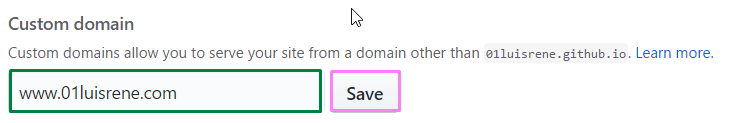 Custom domain
Custom domains allow you to serve your site from a domain other than 01luisrene.github.io. Learn more.
www.01luisrene.com Save